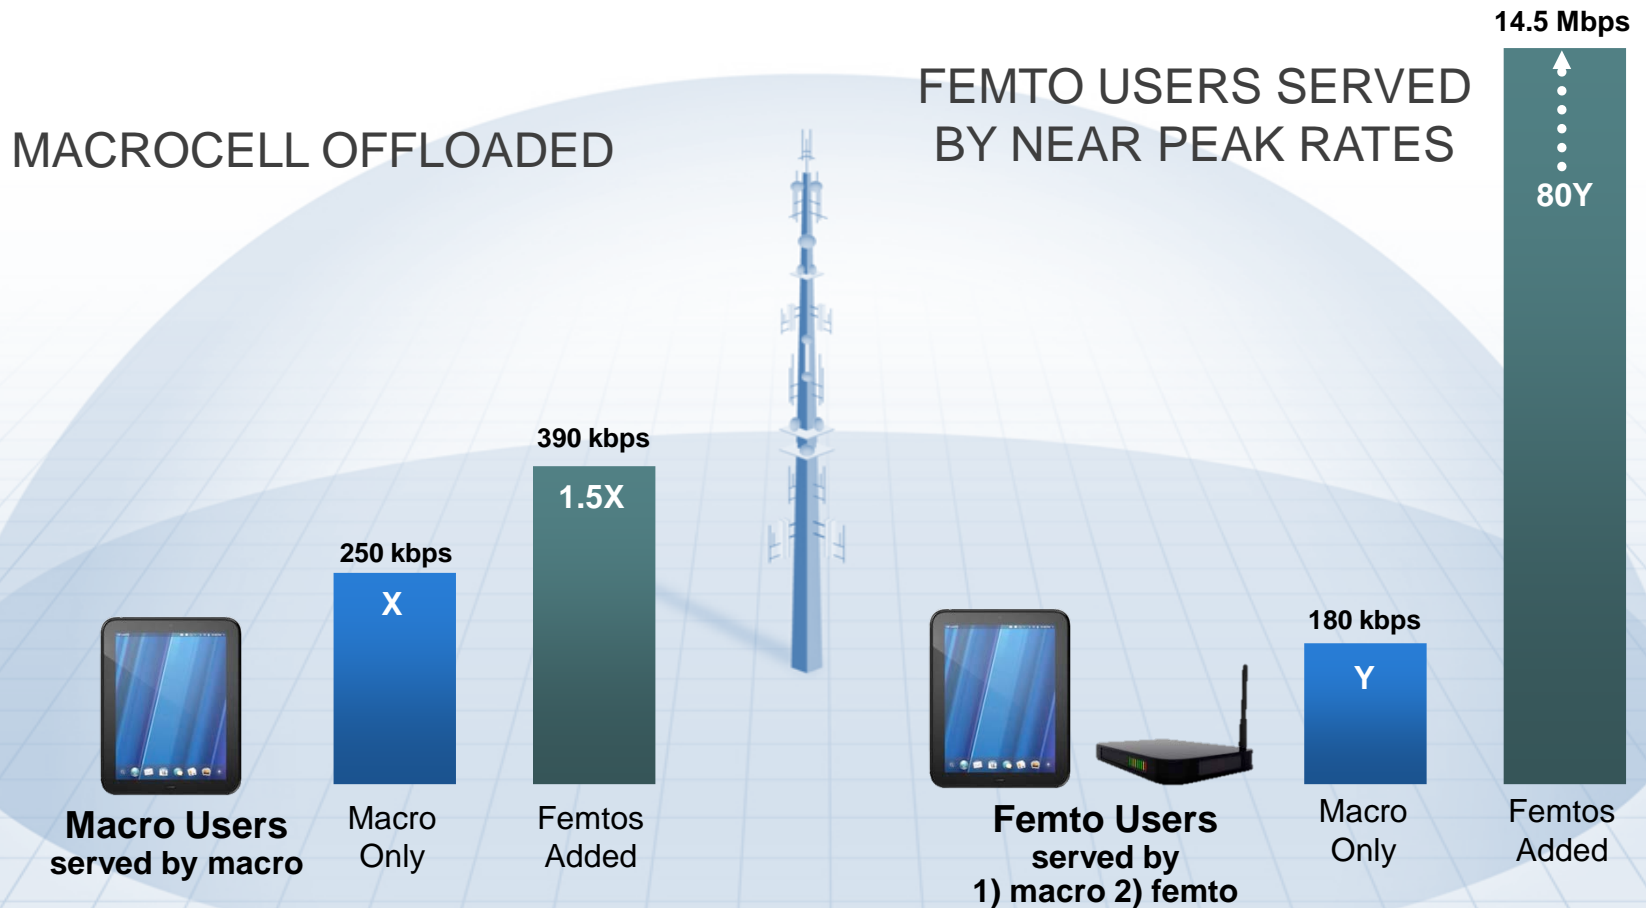 MACROCELL OFFLOADED
390 kbps
1.5X
250 kbps
X
Macro Users
served by macro
Macro
Only
Femtos
Added
FEMTO USERS SERVED
BY NEAR PEAK RATES
14.5 Mbps
80Y
180 kbps
Y
Femto Users
served by
1) macro 2) femto
Macro
Only
Femtos
Added